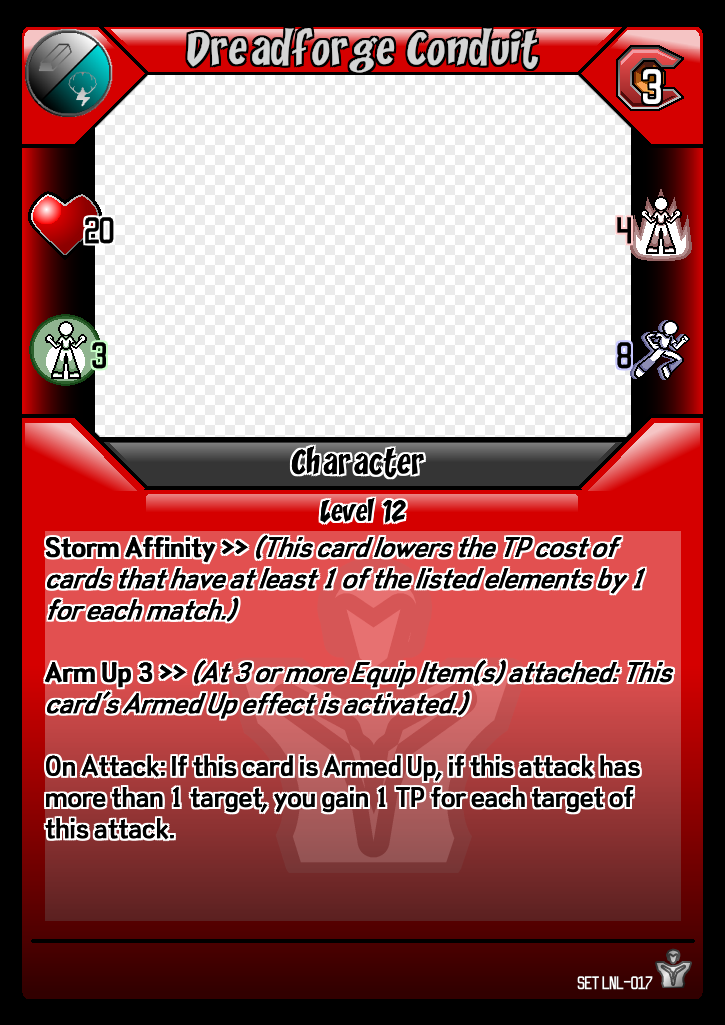 Dreadforge Conduit
3
20
4
3
8
Character
Level 12
Storm Affinity >> (This card lowers the TP cost of
cards that have at least 1 of the listed elements by 1
for each match.)
Arm Up 3 >> (At 3 or more Equip Item(s) attached: This
card's Armed Up effect is activated.)
On Attack: If this card is Armed Up, if this attack has
more than 1 target, you gain 1 TP for each target of
this attack.
SET LNL-017